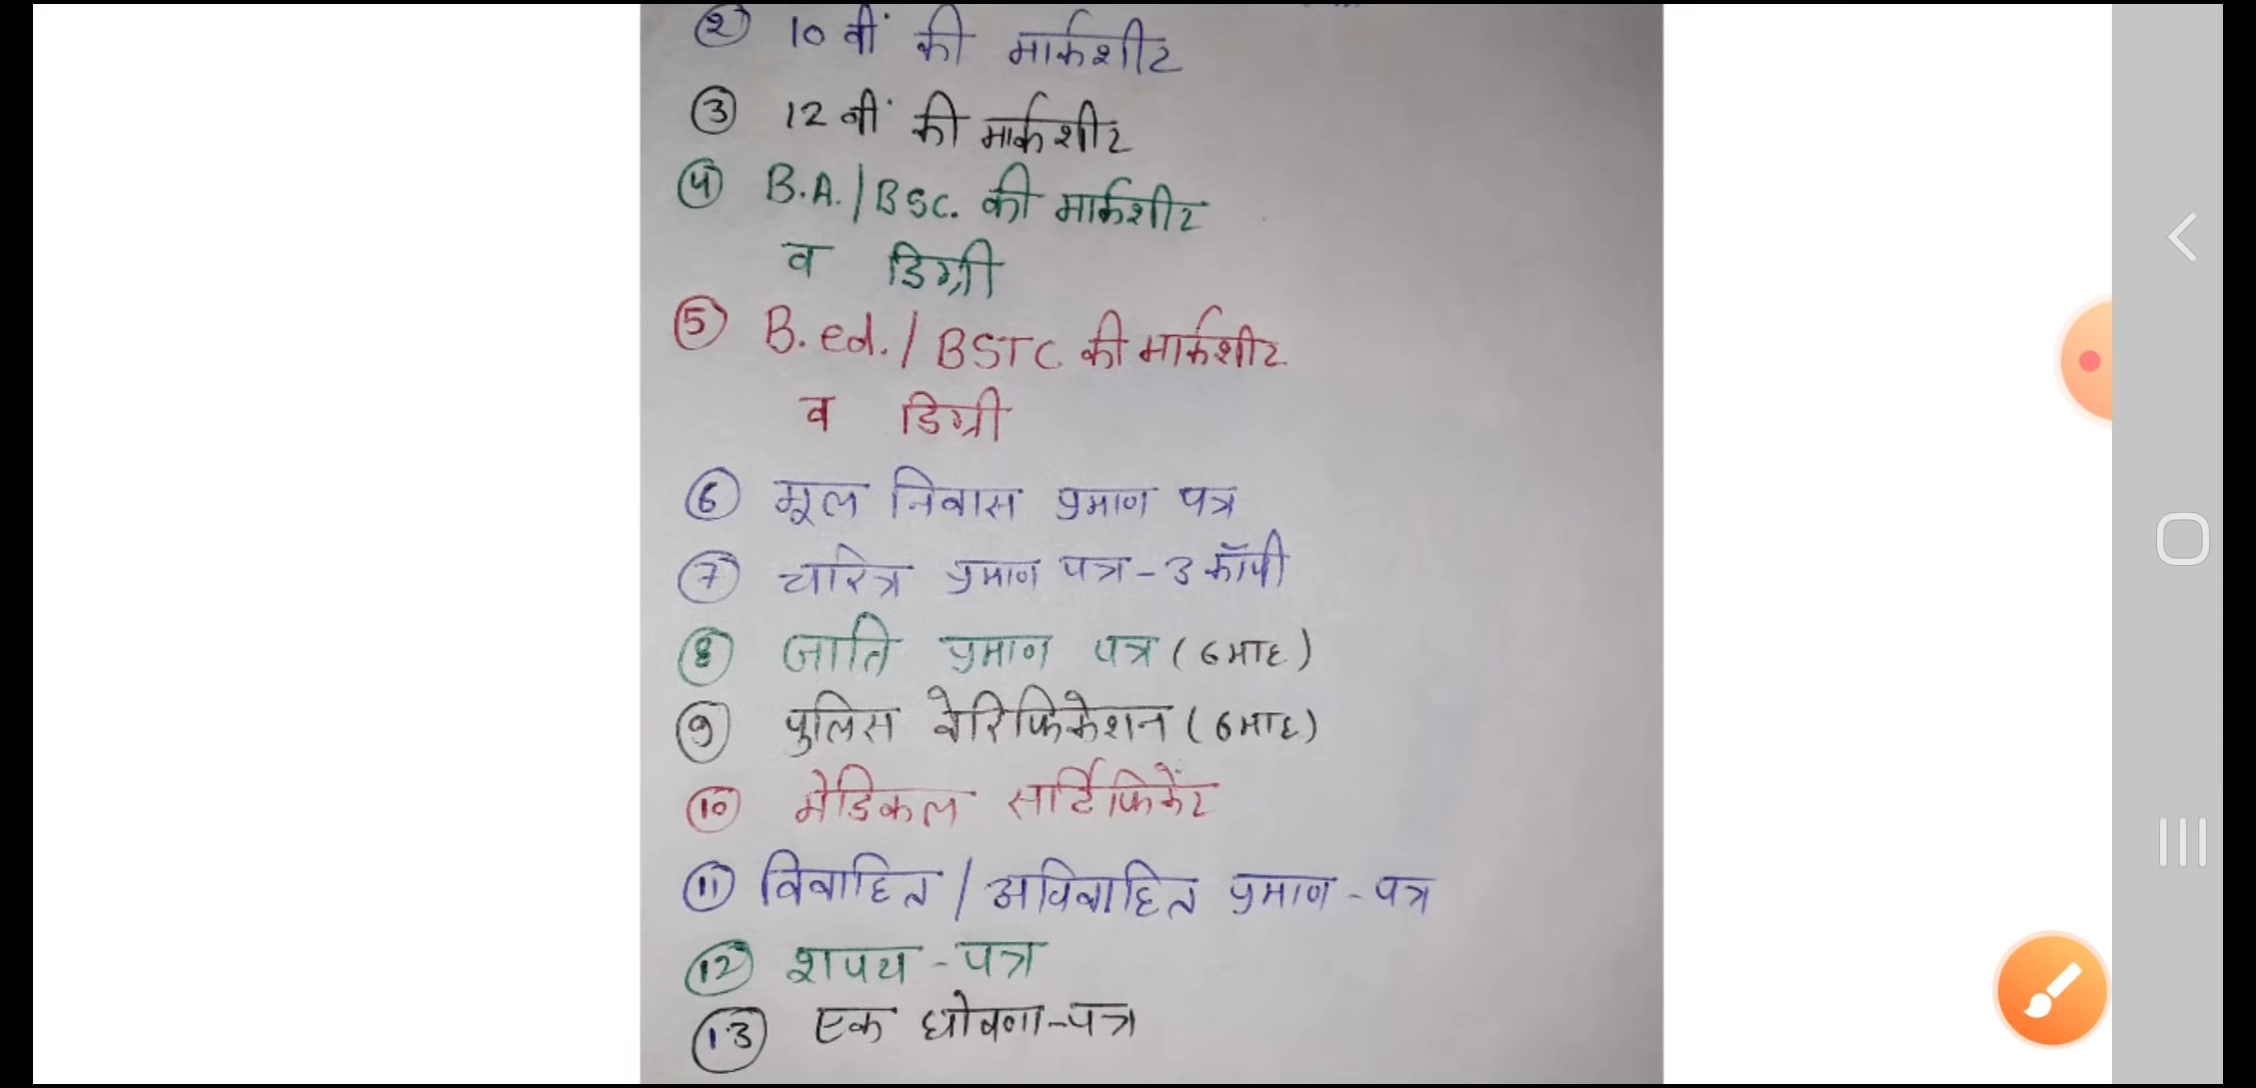 ② 10 वीं की मार्कशीट
③ 12 वीं की मार्कशीट
④ B.A. / BSC. की मार्कशीट
व डिग्री
⑤ B.ed. / BSTC की मार्कशीट
व डिग्री
⑥ मूल निवास प्रमाण पत्र
⑦ चरित्र प्रमाण पत्र - 3 कॉपी
⑧ जाति प्रमाण पत्र (6 माह)
⑨ पुलिस वेरिफिकेशन (6 माह)
⑩ मेडिकल सार्टिफिकेंट
⑪ विवाहित / अविवाहित प्रमाण - पत्र
⑫ शपथ - पत्र
⑬ एक घोषणा - पत्र